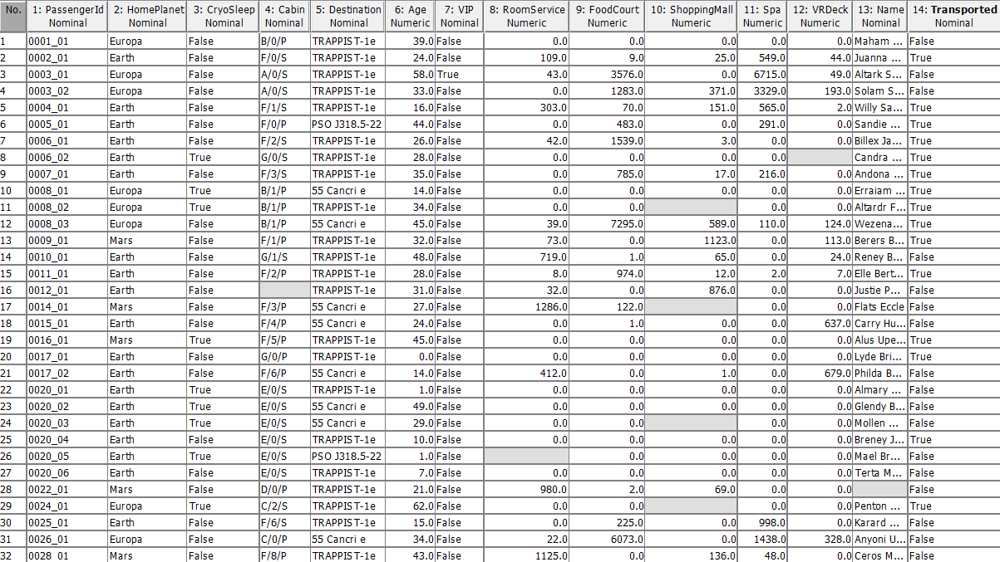 No. 1: PassengerId 2: HomePlanet 3: CryoSleep 4: Cabin 5: Destination 6: Age 7: VIP 8: RoomService 9: FoodCourt 10: ShoppingMall 11: Spa 12: VRDeck 13: Name 14: Transported
Nominal Nominal Nominal Nominal Nominal Numeric Nominal Numeric Numeric Numeric Numeric Numeric Nominal Nominal
1 0001_01 Europa False B/0/P TRAPPIST-1e 39.0 False 0.0 0.0 0.0 0.0 0.0 Maham ... False
2 0002_01 Earth False F/0/S TRAPPIST-1e 24.0 False 109.0 9.0 25.0 549.0 44.0 Juanna ... True
3 0003_01 Europa False A/0/S TRAPPIST-1e 58.0 True 43.0 3576.0 0.0 6715.0 49.0 Altark S... False
4 0003_02 Europa False A/0/S TRAPPIST-1e 33.0 False 0.0 1283.0 371.0 3329.0 193.0 Solam S... False
5 0004_01 Earth False F/1/S TRAPPIST-1e 16.0 False 303.0 70.0 151.0 565.0 2.0 Willy Sa... True
6 0005_01 Earth False F/0/P PSO J318.5-22 44.0 False 0.0 483.0 0.0 291.0 0.0 Sandie ... True
7 0006_01 Earth False F/2/S TRAPPIST-1e 26.0 False 42.0 1539.0 3.0 0.0 0.0 Billex Ja... True
8 0006_02 Earth True G/0/S TRAPPIST-1e 28.0 False 0.0 0.0 0.0 0.0 Candra ... True
9 0007_01 Earth False F/3/S TRAPPIST-1e 35.0 False 0.0 785.0 17.0 216.0 0.0 Andona ... True
10 0008_01 Europa True B/1/P 55 Cancri e 14.0 False 0.0 0.0 0.0 0.0 0.0 Erraiam ... True
11 0008_02 Europa True B/1/P TRAPPIST-1e 34.0 False 0.0 0.0 0.0 0.0 Altardr F... True
12 0008_03 Europa False B/1/P 55 Cancri e 45.0 False 39.0 7295.0 589.0 110.0 124.0 Wezena... True
13 0009_01 Mars False F/1/P TRAPPIST-1e 32.0 False 73.0 0.0 1123.0 0.0 113.0 Berers B... True
14 0010_01 Earth False G/1/S TRAPPIST-1e 48.0 False 719.0 1.0 65.0 0.0 24.0 Reney B... False
15 0011_01 Earth False F/2/P TRAPPIST-1e 28.0 False 8.0 974.0 12.0 2.0 7.0 Elle Bert... True
16 0012_01 Earth False TRAPPIST-1e 31.0 False 32.0 0.0 876.0 0.0 0.0 Justie P... False
17 0014_01 Mars False F/3/P 55 Cancri e 27.0 False 1286.0 122.0 0.0 0.0 Flats Eccle False
18 0015_01 Earth False F/4/P 55 Cancri e 24.0 False 0.0 1.0 0.0 0.0 637.0 Carry Hu... False
19 0016_01 Mars True F/5/P TRAPPIST-1e 45.0 False 0.0 0.0 0.0 0.0 0.0 Alus Upe... True
20 0017_01 Earth False G/0/P TRAPPIST-1e 0.0 False 0.0 0.0 0.0 0.0 0.0 Lyde Bri... True
21 0017_02 Earth False F/6/P 55 Cancri e 14.0 False 412.0 0.0 1.0 0.0 679.0 Philda B... False
22 0020_01 Earth True E/0/S TRAPPIST-1e 1.0 False 0.0 0.0 0.0 0.0 0.0 Almary ... False
23 0020_02 Earth True E/0/S 55 Cancri e 49.0 False 0.0 0.0 0.0 0.0 0.0 Glendy B... False
24 0020_03 Earth True E/0/S 55 Cancri e 29.0 False 0.0 0.0 0.0 0.0 Mollen ... False
25 0020_04 Earth False E/0/S TRAPPIST-1e 10.0 False 0.0 0.0 0.0 0.0 0.0 Breney J... True
26 0020_05 Earth True E/0/S PSO J318.5-22 1.0 False 0.0 0.0 0.0 0.0 Mael Br... False
27 0020_06 Earth False E/0/S TRAPPIST-1e 7.0 False 0.0 0.0 0.0 0.0 0.0 Terta M... False
28 0022_01 Mars False D/0/P TRAPPIST-1e 21.0 False 980.0 2.0 69.0 0.0 0.0 False
29 0024_01 Europa True C/2/S TRAPPIST-1e 62.0 False 0.0 0.0 0.0 0.0 Penton ... True
30 0025_01 Earth False F/6/S TRAPPIST-1e 15.0 False 0.0 225.0 0.0 998.0 0.0 Karard ... False
31 0026_01 Europa False C/0/P 55 Cancri e 34.0 False 22.0 6073.0 0.0 1438.0 328.0 Anyoni U... False
32 0028_01 Mars False F/8/P TRAPPIST-1e 43.0 False 1125.0 0.0 136.0 48.0 0.0 Ceros M... False